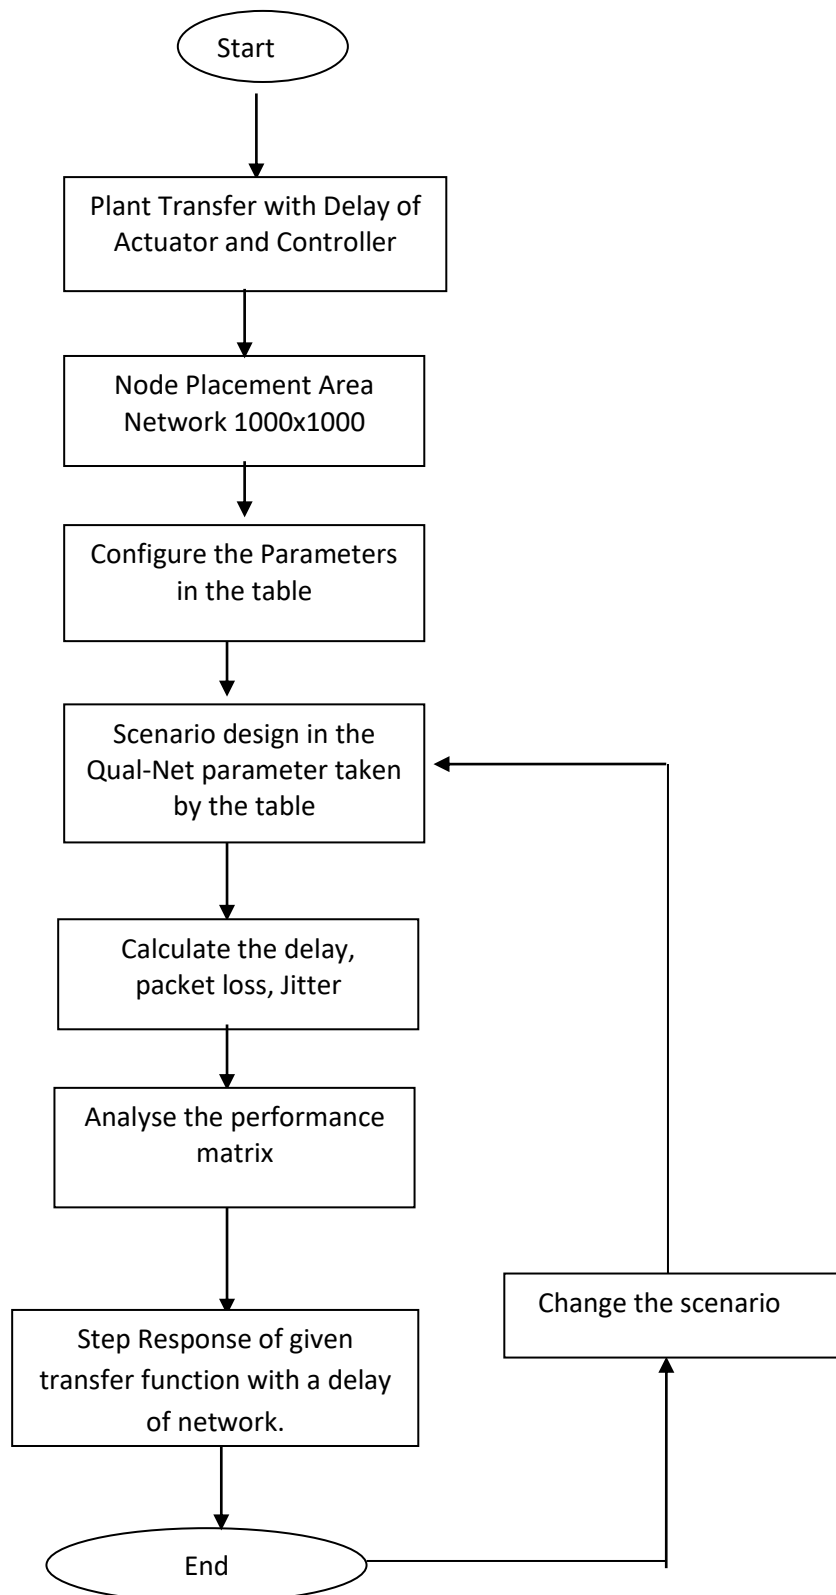 Start
Plant Transfer with Delay of
Actuator and Controller
Node Placement Area
Network 1000x1000
Configure the Parameters
in the table
Scenario design in the
Qual-Net parameter taken
by the table
Calculate the delay,
packet loss, Jitter
Analyse the performance
matrix
Change the scenario
Step Response of given
transfer function with a delay
of network.
End